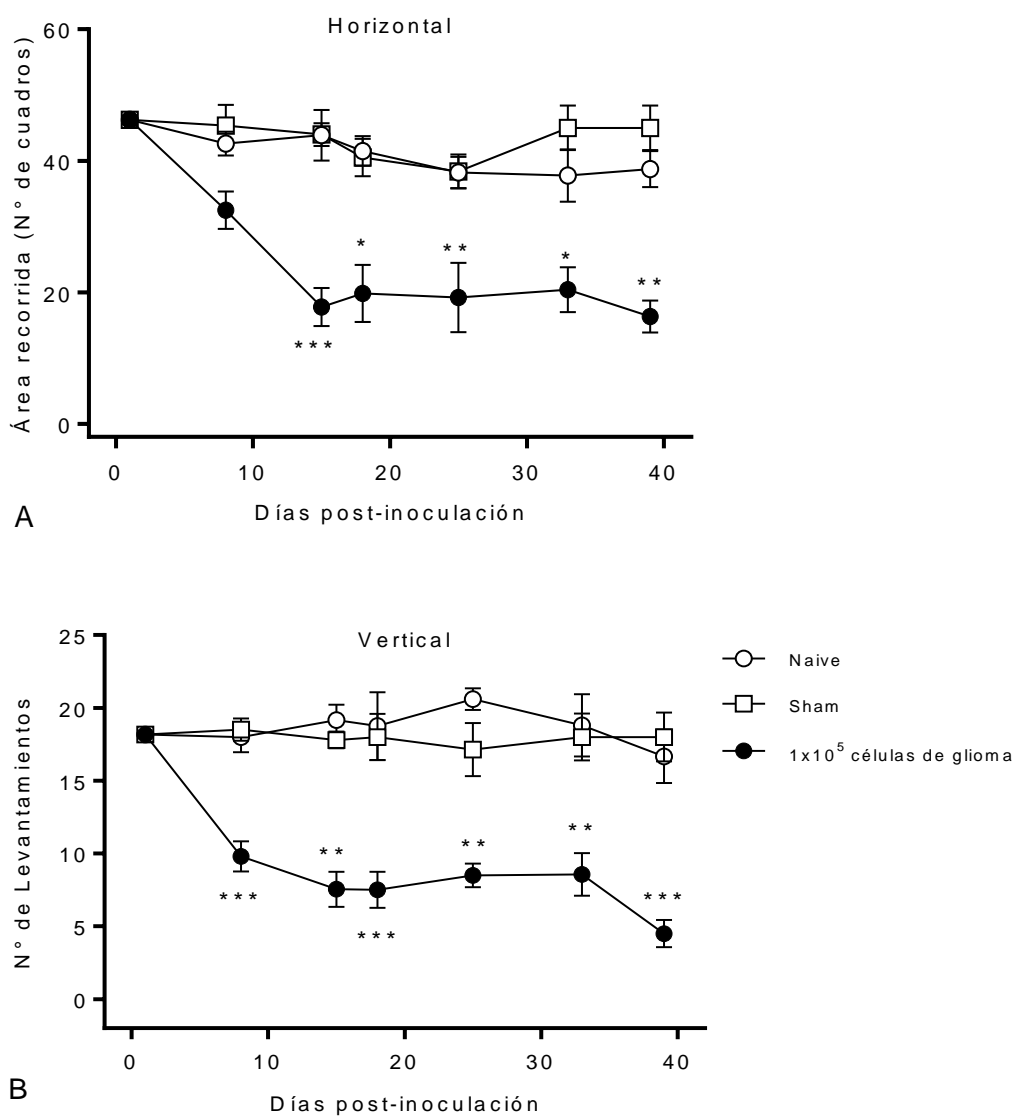 Horizontal
Área recorrida (N° de cuadros)
60
40
20
0
*
* *
*
* *
* * *
0 10 20 30 40
Días post-inoculación
A
Vertical
N° de Levantamientos
25
20
15
10
5
0
* * *
* *
* * *
* *
* *
* * *
0 10 20 30 40
Días post-inoculación
B
Naive
Sham
1x10⁵ células de glioma